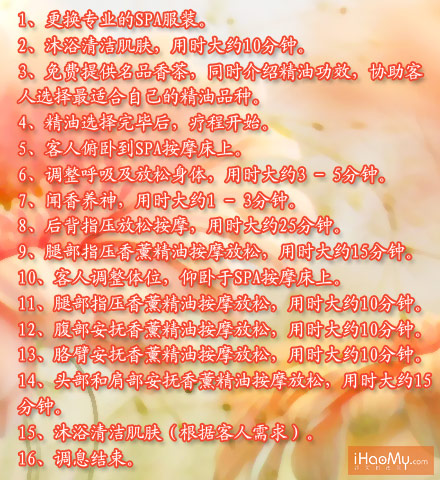 1、更换专业的SPA服装。
2、沐浴清洁肌肤，用时大约10分钟。
3、免费提供名品香茶，同时介绍精油功效，协助客
人选择最适合自己的精油品种。
4、精油选择完毕后，疗程开始。
5、客人俯卧到SPA按摩床上。
6、调整呼吸及放松身体，用时大约3 - 5分钟。
7、闻香养神，用时大约1 - 3分钟。
8、后背指压放松按摩，用时大约25分钟。
9、腿部指压香薰精油按摩放松，用时大约15分钟。
10、客人调整体位，仰卧于SPA按摩床上。
11、腿部指压香薰精油按摩放松，用时大约10分钟。
12、腹部安抚香薰精油按摩放松，用时大约10分钟。
13、胳臂安抚香薰精油按摩放松，用时大约10分钟。
14、头部和肩部安抚香薰精油按摩放松，用时大约15
分钟。
15、沐浴清洁肌肤（根据客人需求）。
16、调息结束。
iHaoMy.com